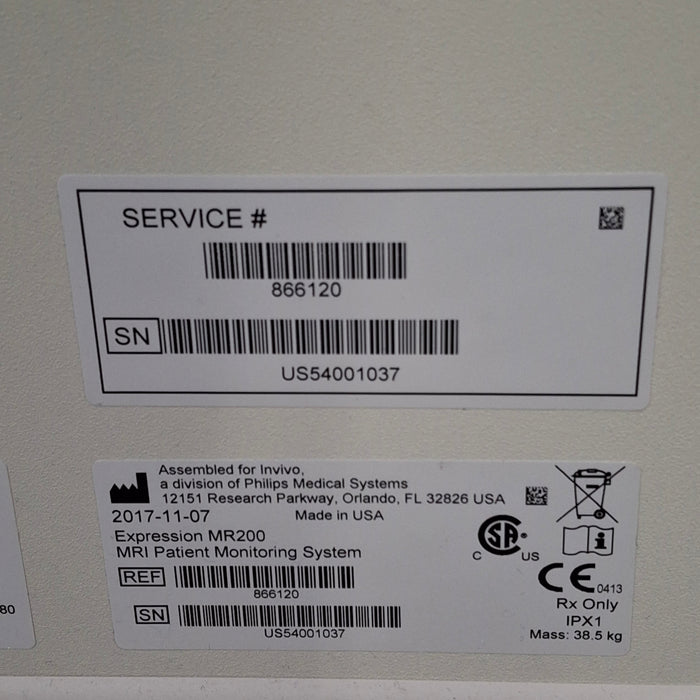 SERVICE #
866120
SN
US54001037
Assembled for Invivo,
a division of Philips Medical Systems
12151 Research Parkway, Orlando, FL 32826 USA
2017-11-07 Made in USA
Expression MR200
MRI Patient Monitoring System
REF
866120
SN
US54001037
C SA US
CE 0413
Rx Only
IPX1
Mass: 38.5 kg
80